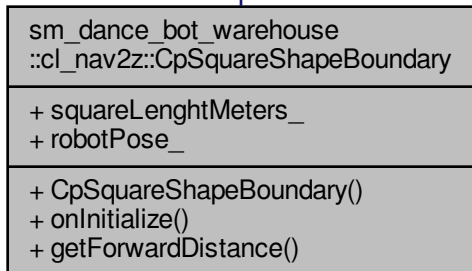 sm_dance_bot_warehouse
::cl_nav2z::CpSquareShapeBoundary
+ squareLenghtMeters_
+ robotPose_
+ CpSquareShapeBoundary()
+ onInitialize()
+ getForwardDistance()